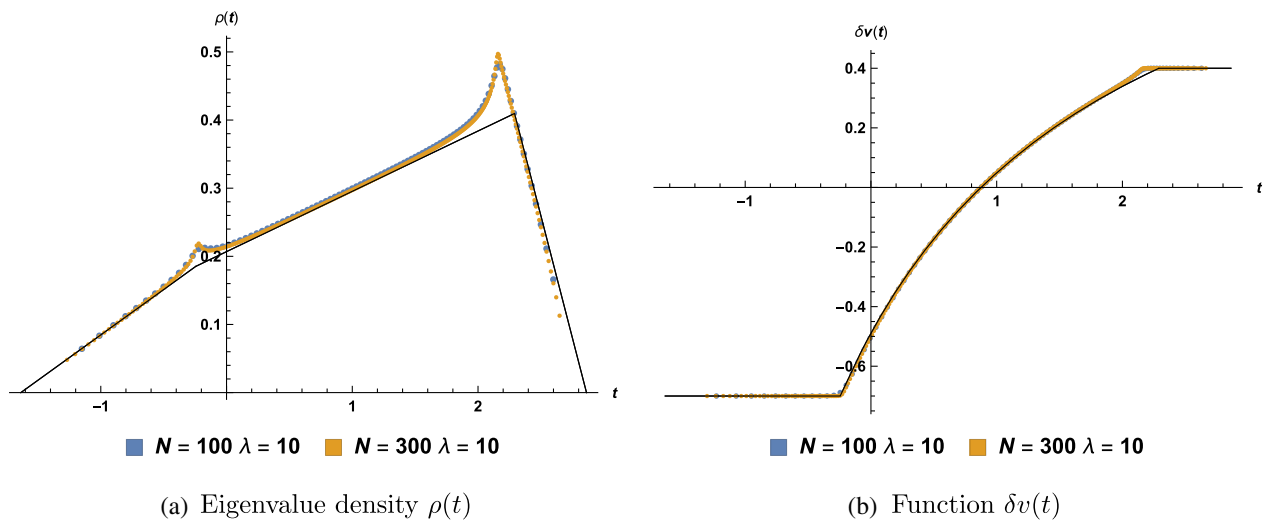 ρ(t)
0.5
0.4
0.3
0.2
0.1
−1
1
2
t
N = 100 λ = 10
N = 300 λ = 10
(a) Eigenvalue density ρ(t)
δv(t)
0.4
0.2
−1
1
2
t
−0.2
−0.4
−0.6
N = 100 λ = 10
N = 300 λ = 10
(b) Function δv(t)